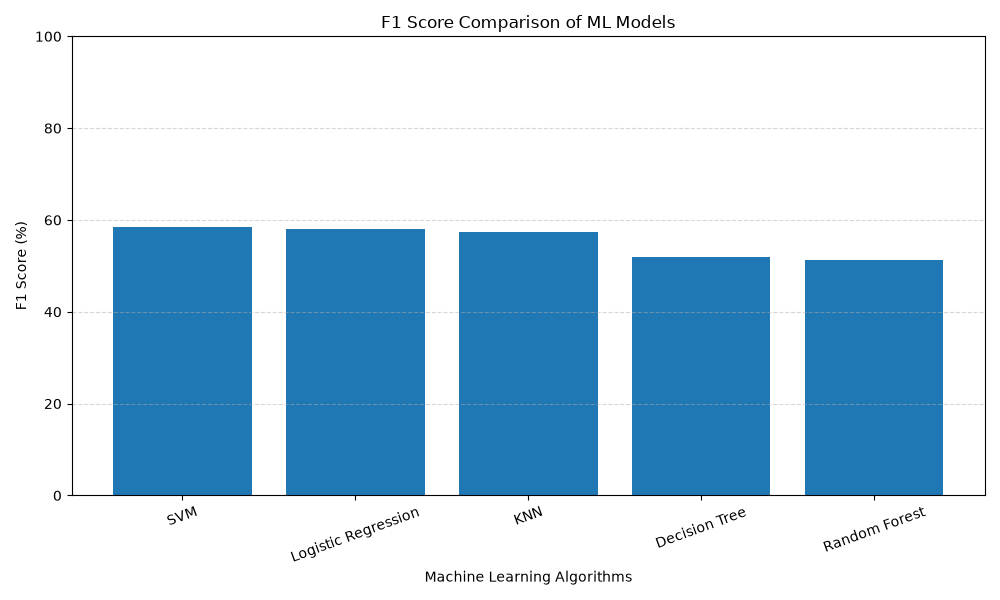 F1 Score Comparison of ML Models
100
80
60
40
20
0
F1 Score (%)
SVM
Logistic Regression
KNN
Decision Tree
Random Forest
Machine Learning Algorithms